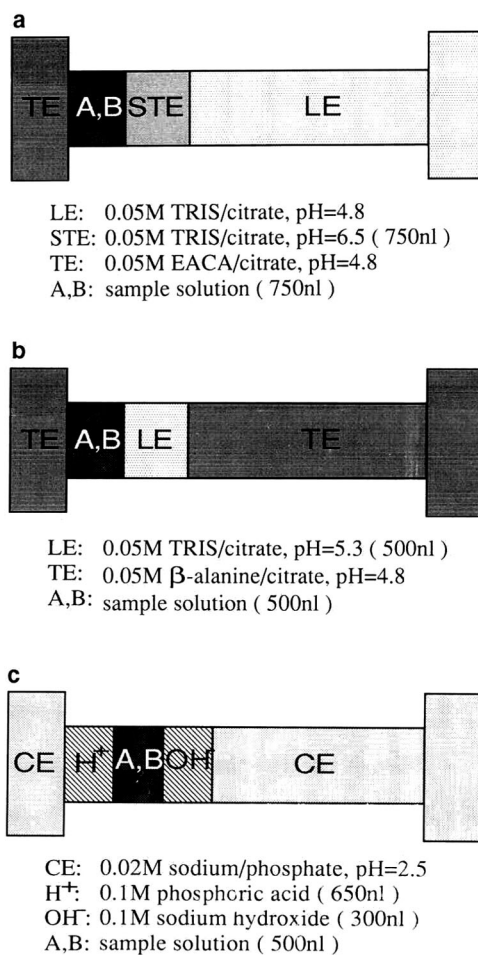 a
TE A,B STE LE
LE: 0.05M TRIS/citrate, pH=4.8
STE: 0.05M TRIS/citrate, pH=6.5 ( 750nl )
TE: 0.05M EACA/citrate, pH=4.8
A,B: sample solution ( 750nl )
b
TE A,B LE TE
LE: 0.05M TRIS/citrate, pH=5.3 ( 500nl )
TE: 0.05M β-alanine/citrate, pH=4.8
A,B: sample solution ( 500nl )
c
CE H⁺ A,B OH⁻ CE
CE: 0.02M sodium/phosphate, pH=2.5
H⁺: 0.1M phosphoric acid ( 650nl )
OH⁻: 0.1M sodium hydroxide ( 300nl )
A,B: sample solution ( 500nl )